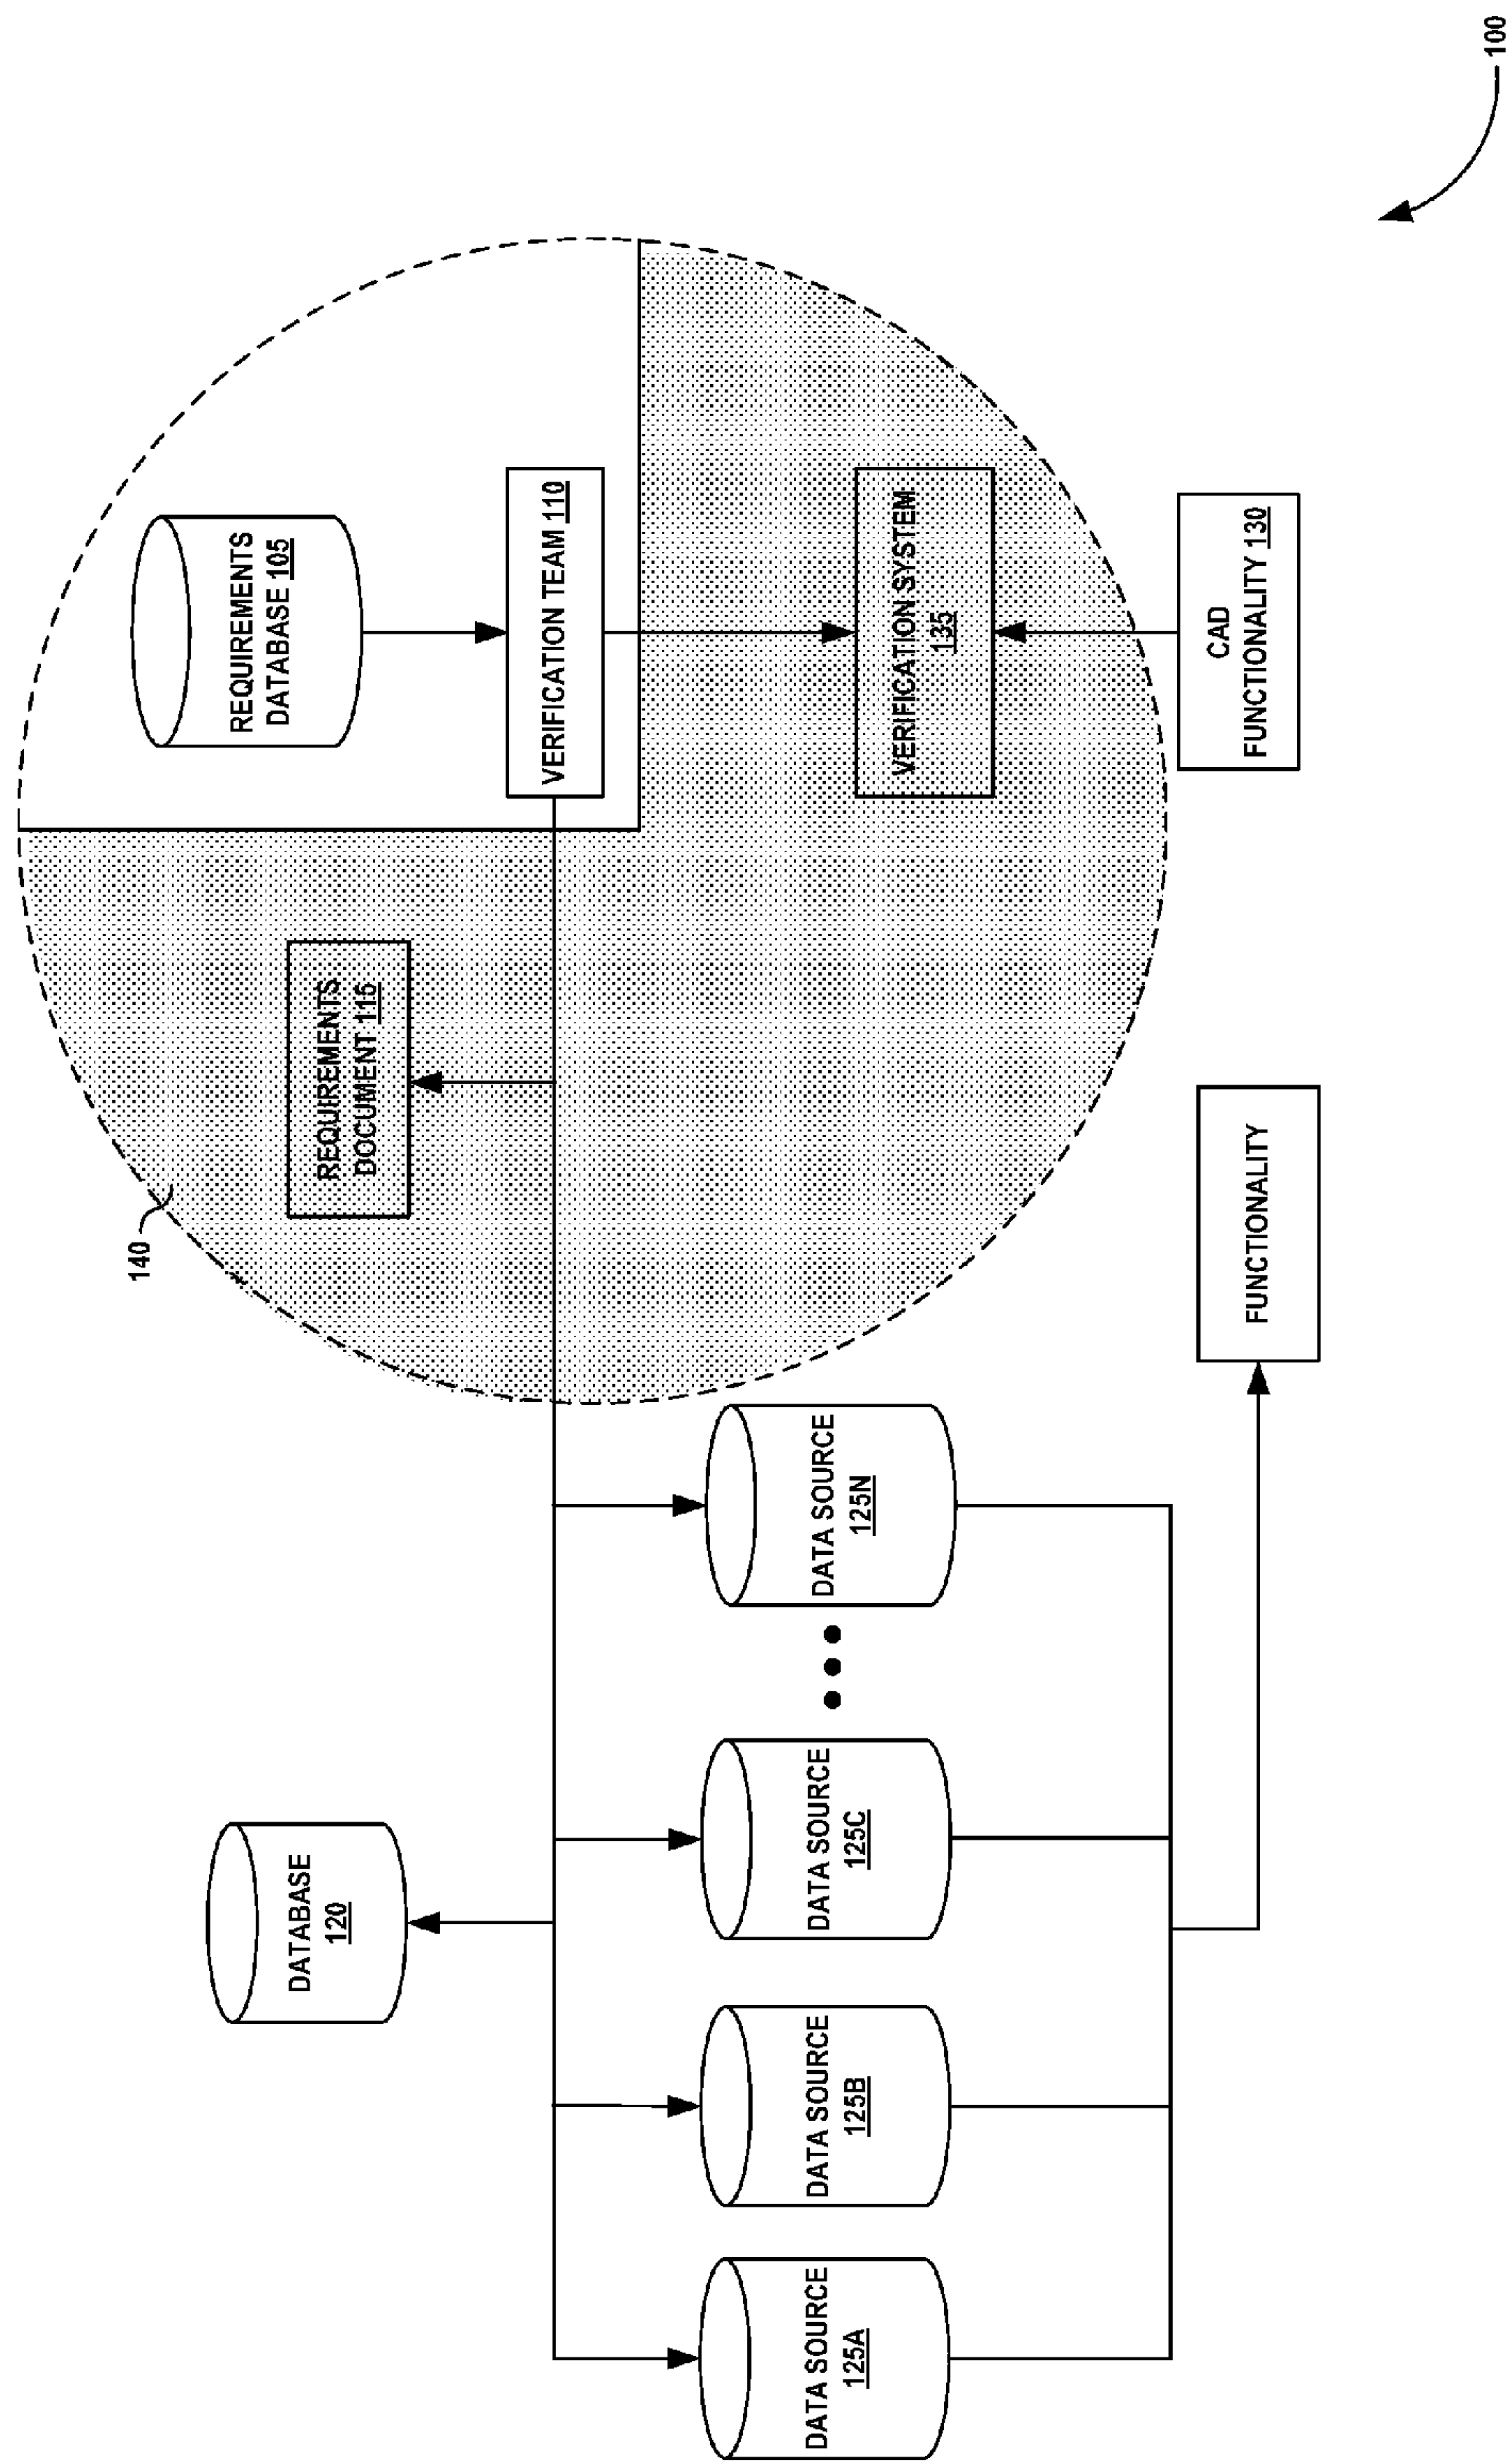 140
REQUIREMENTS
DATABASE 105
DATABASE
120
REQUIREMENTS
DOCUMENT 115
VERIFICATION TEAM 110
DATA SOURCE
125A
DATA SOURCE
125B
DATA SOURCE
125C
DATA SOURCE
125N
VERIFICATION SYSTEM
135
FUNCTIONALITY
CAD
FUNCTIONALITY 130
100